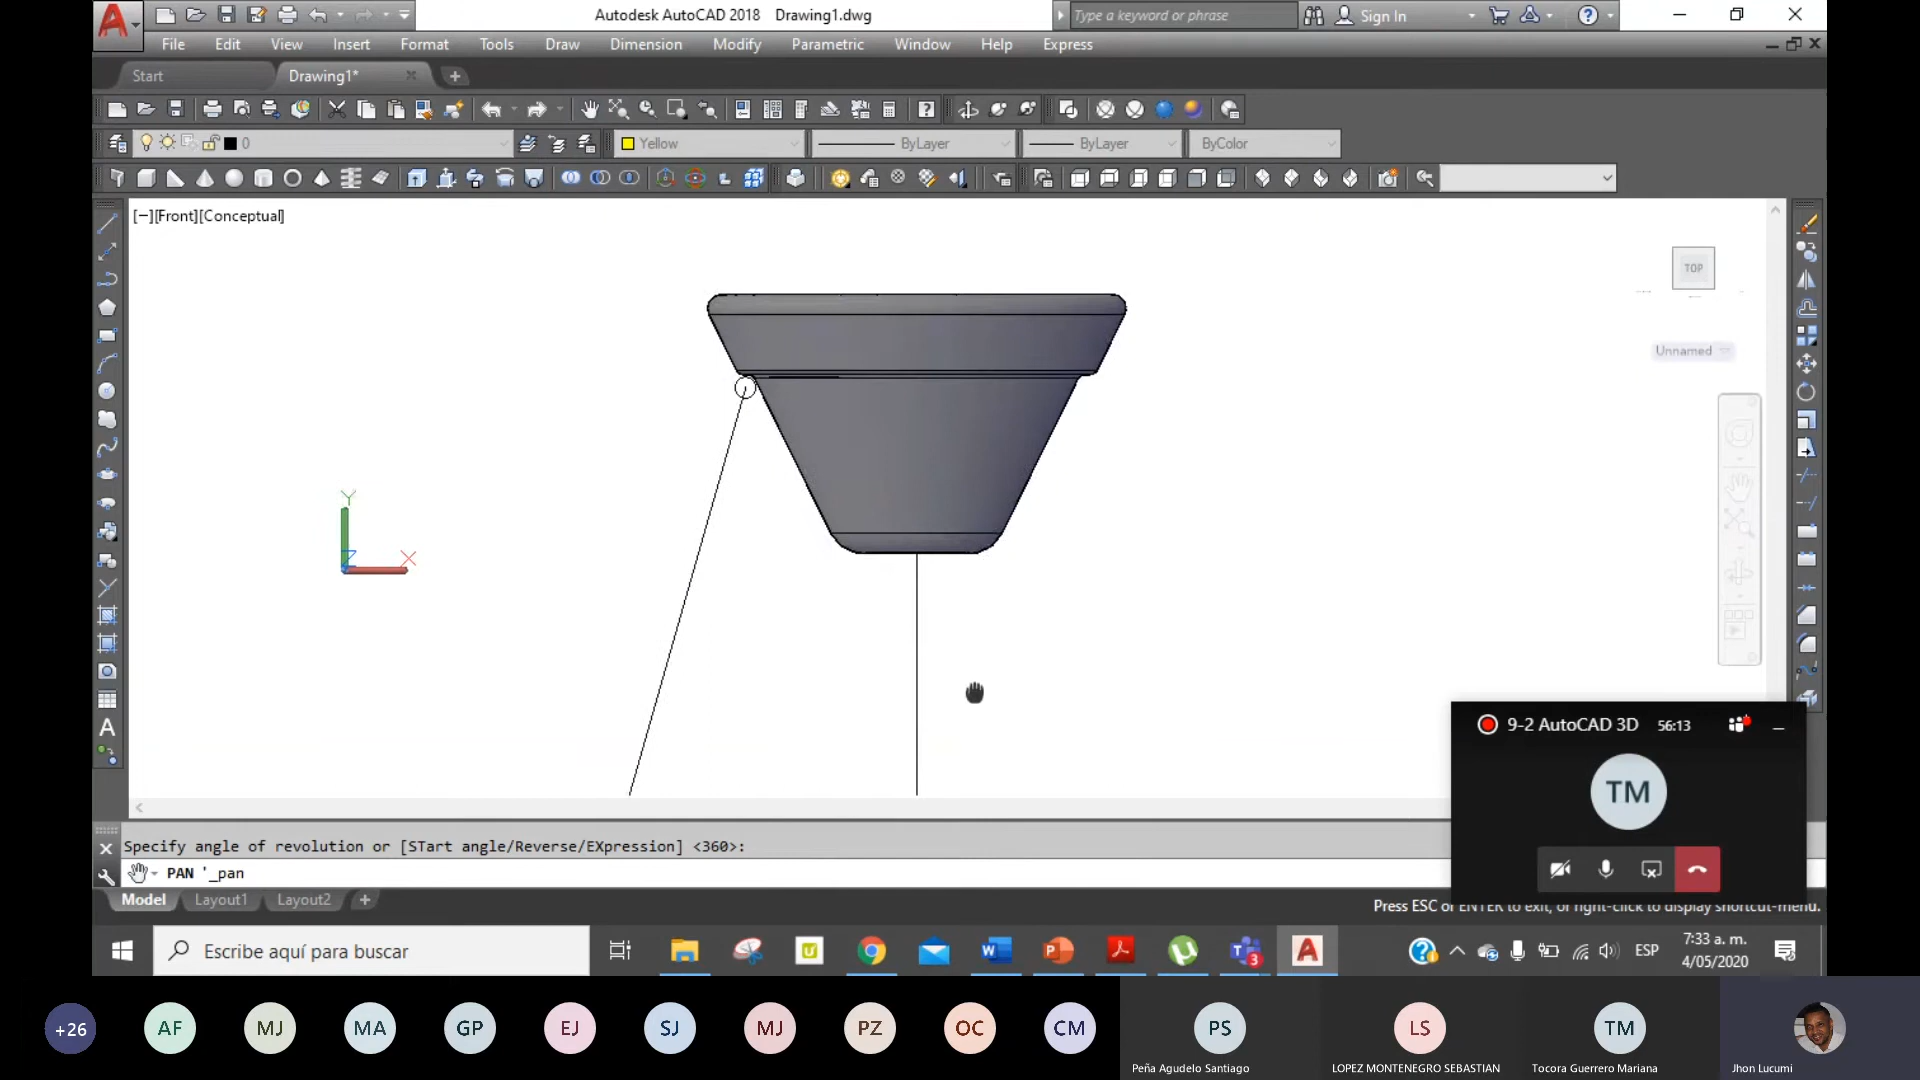 Autodesk AutoCAD 2018 Drawing1.dwg
Type a keyword or phrase
Sign In
File Edit View Insert Format Tools Draw Dimension Modify Parametric Window Help Express
Start
Drawing1*
0
Yellow
ByLayer
ByLayer
ByColor
[−][Front][Conceptual]
TOP
Unnamed
Y
Z
X
9-2 AutoCAD 3D 56:13
TM
Specify angle of revolution or [STart angle/Reverse/EXpression] <360>:
PAN '_pan
Model Layout1 Layout2
Press ESC or ENTER to exit, or right-click to display shortcut-menu.
Escribe aquí para buscar
3
ESP
7:33 a. m.
4/05/2020
+26
AF
MJ
MA
GP
EJ
SJ
MJ
PZ
OC
CM
PS
LS
TM
Peña Agudelo Santiago
LOPEZ MONTENEGRO SEBASTIAN
Tocora Guerrero Mariana
Jhon Lucumi